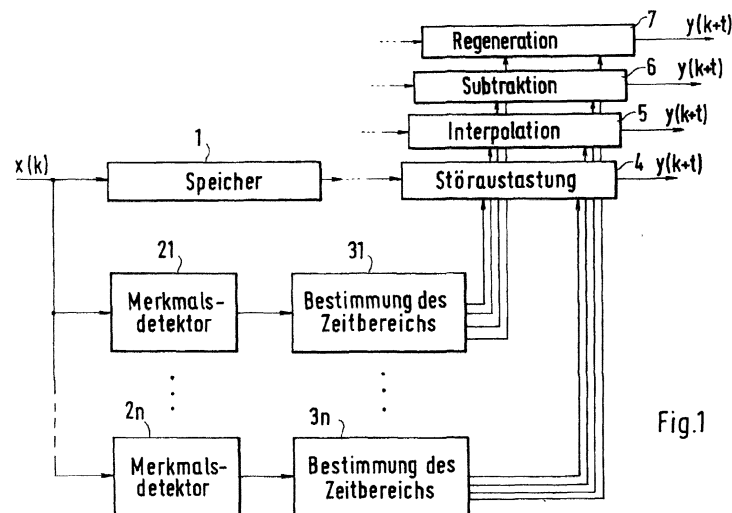 7
Regeneration
y(k+t)
6
Subtraktion
y(k+t)
5
Interpolation
y(k+t)
1
x(k)
Speicher
Störaustastung
4
y(k+t)
21
31
Merkmals-
detektor
Bestimmung des
Zeitbereichs
2n
3n
Merkmals-
detektor
Bestimmung des
Zeitbereichs
Fig.1